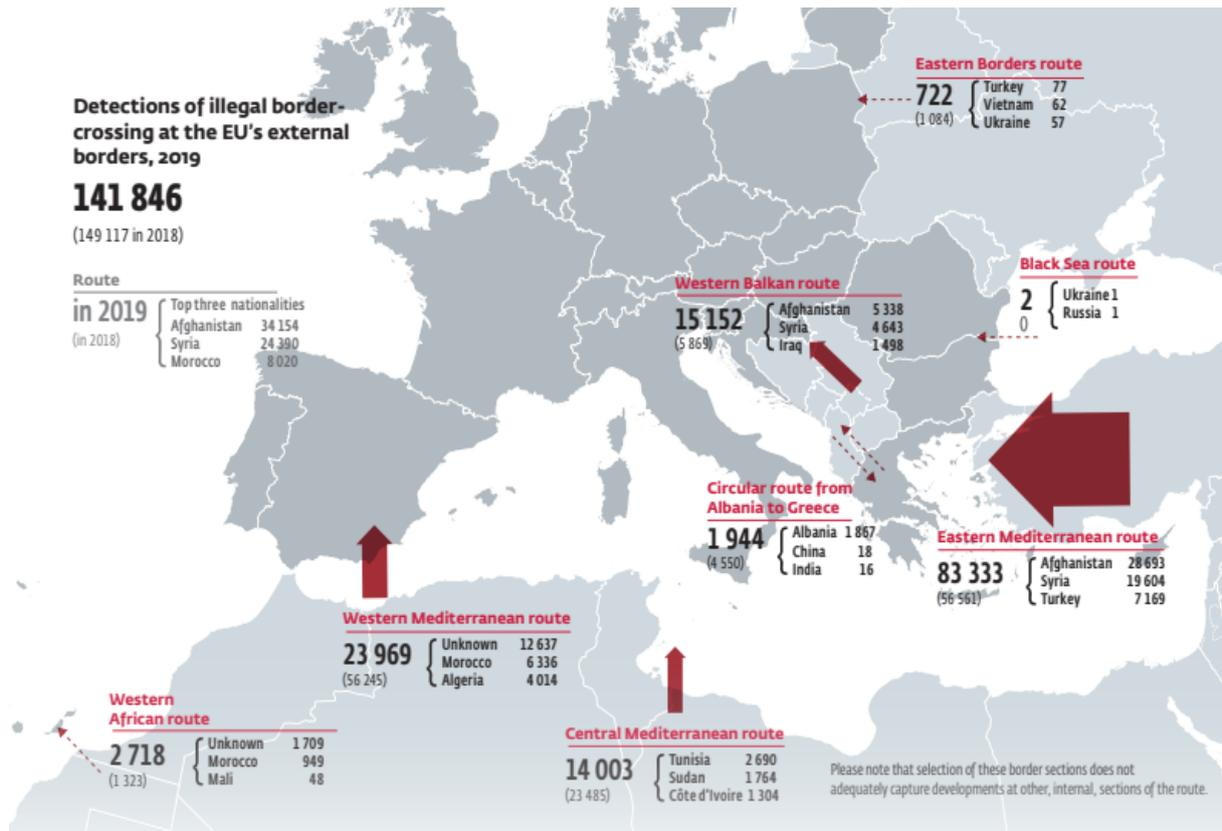 Detections of illegal border-
crossing at the EU's external
borders, 2019
141 846
(149 117 in 2018)
Route
in 2019
(in 2018)
Top three nationalities
Afghanistan 34 154
Syria 24 390
Morocco 8 020
Eastern Borders route
722
(1 084)
Turkey 77
Vietnam 62
Ukraine 57
Black Sea route
2
0
Ukraine 1
Russia 1
Western Balkan route
15 152
(5 869)
Afghanistan 5 338
Syria 4 643
Iraq 1 498
Circular route from
Albania to Greece
1 944
(4 550)
Albania 1 867
China 18
India 16
Eastern Mediterranean route
83 333
(56 561)
Afghanistan 28 693
Syria 19 604
Turkey 7 169
Western Mediterranean route
23 969
(56 245)
Unknown 12 637
Morocco 6 336
Algeria 4 014
Western
African route
2 718
(1 323)
Unknown 1 709
Morocco 949
Mali 48
Central Mediterranean route
14 003
(23 485)
Tunisia 2 690
Sudan 1 764
Côte d'Ivoire 1 304
Please note that selection of these border sections does not
adequately capture developments at other, internal, sections of the route.